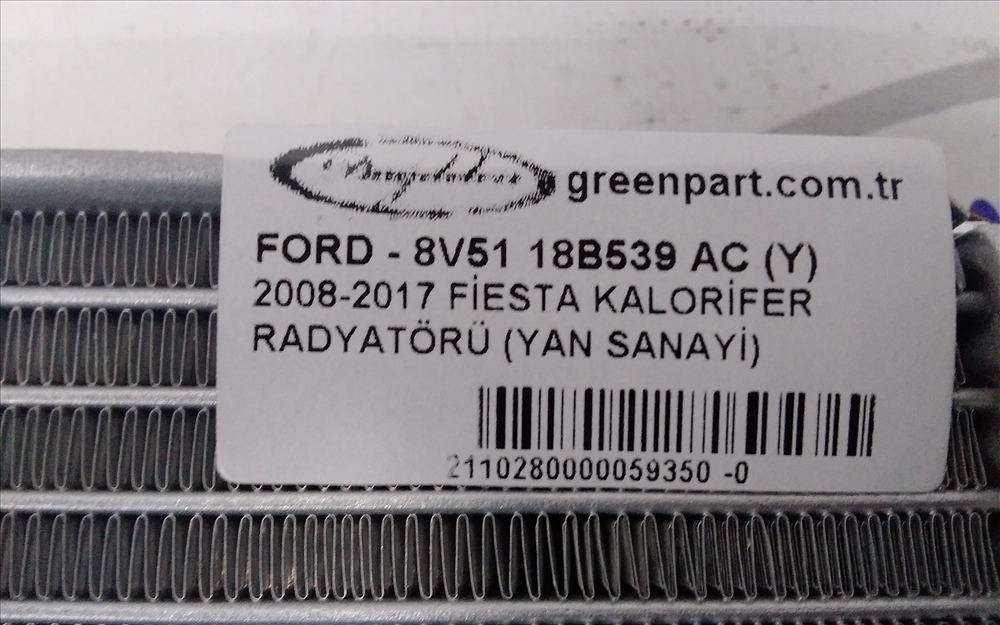 greenpart.com.tr
FORD - 8V51 18B539 AC (Y)
2008-2017 FİESTA KALORİFER
RADYATÖRÜ (YAN SANAYİ)
2110280000059350 -0